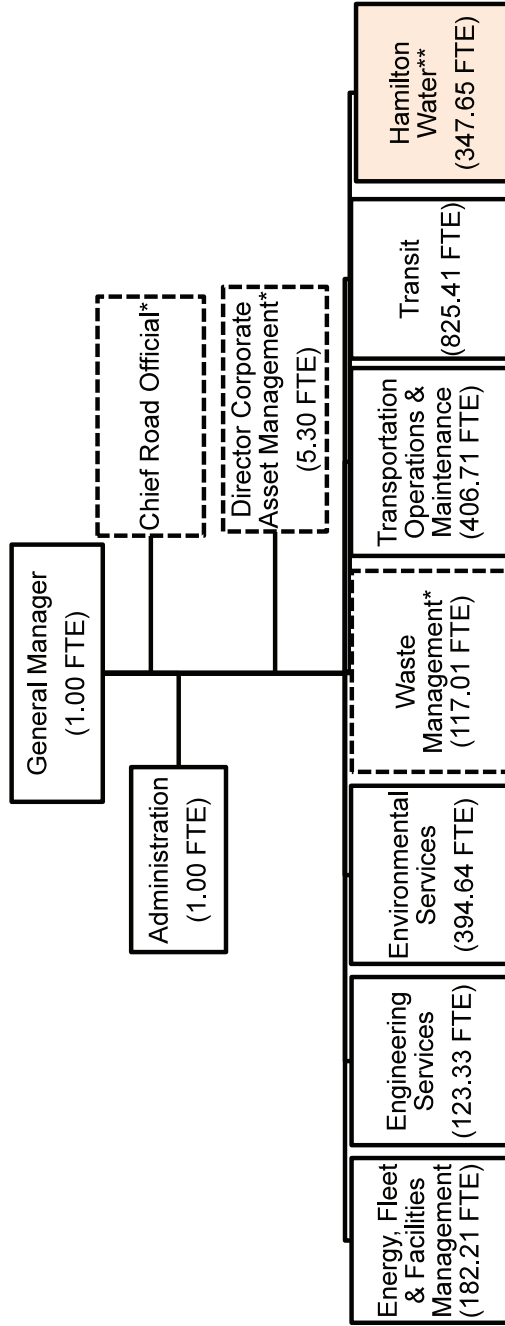 General Manager
(1.00 FTE)
Chief Road Official*
Administration
(1.00 FTE)
Director Corporate
Asset Management*
(5.30 FTE)
Energy, Fleet
& Facilities
Management
(182.21 FTE)
Engineering
Services
(123.33 FTE)
Environmental
Services
(394.64 FTE)
Waste
Management*
(117.01 FTE)
Transportation
Operations &
Maintenance
(406.71 FTE)
Transit
(825.41 FTE)
Hamilton
Water**
(347.65 FTE)